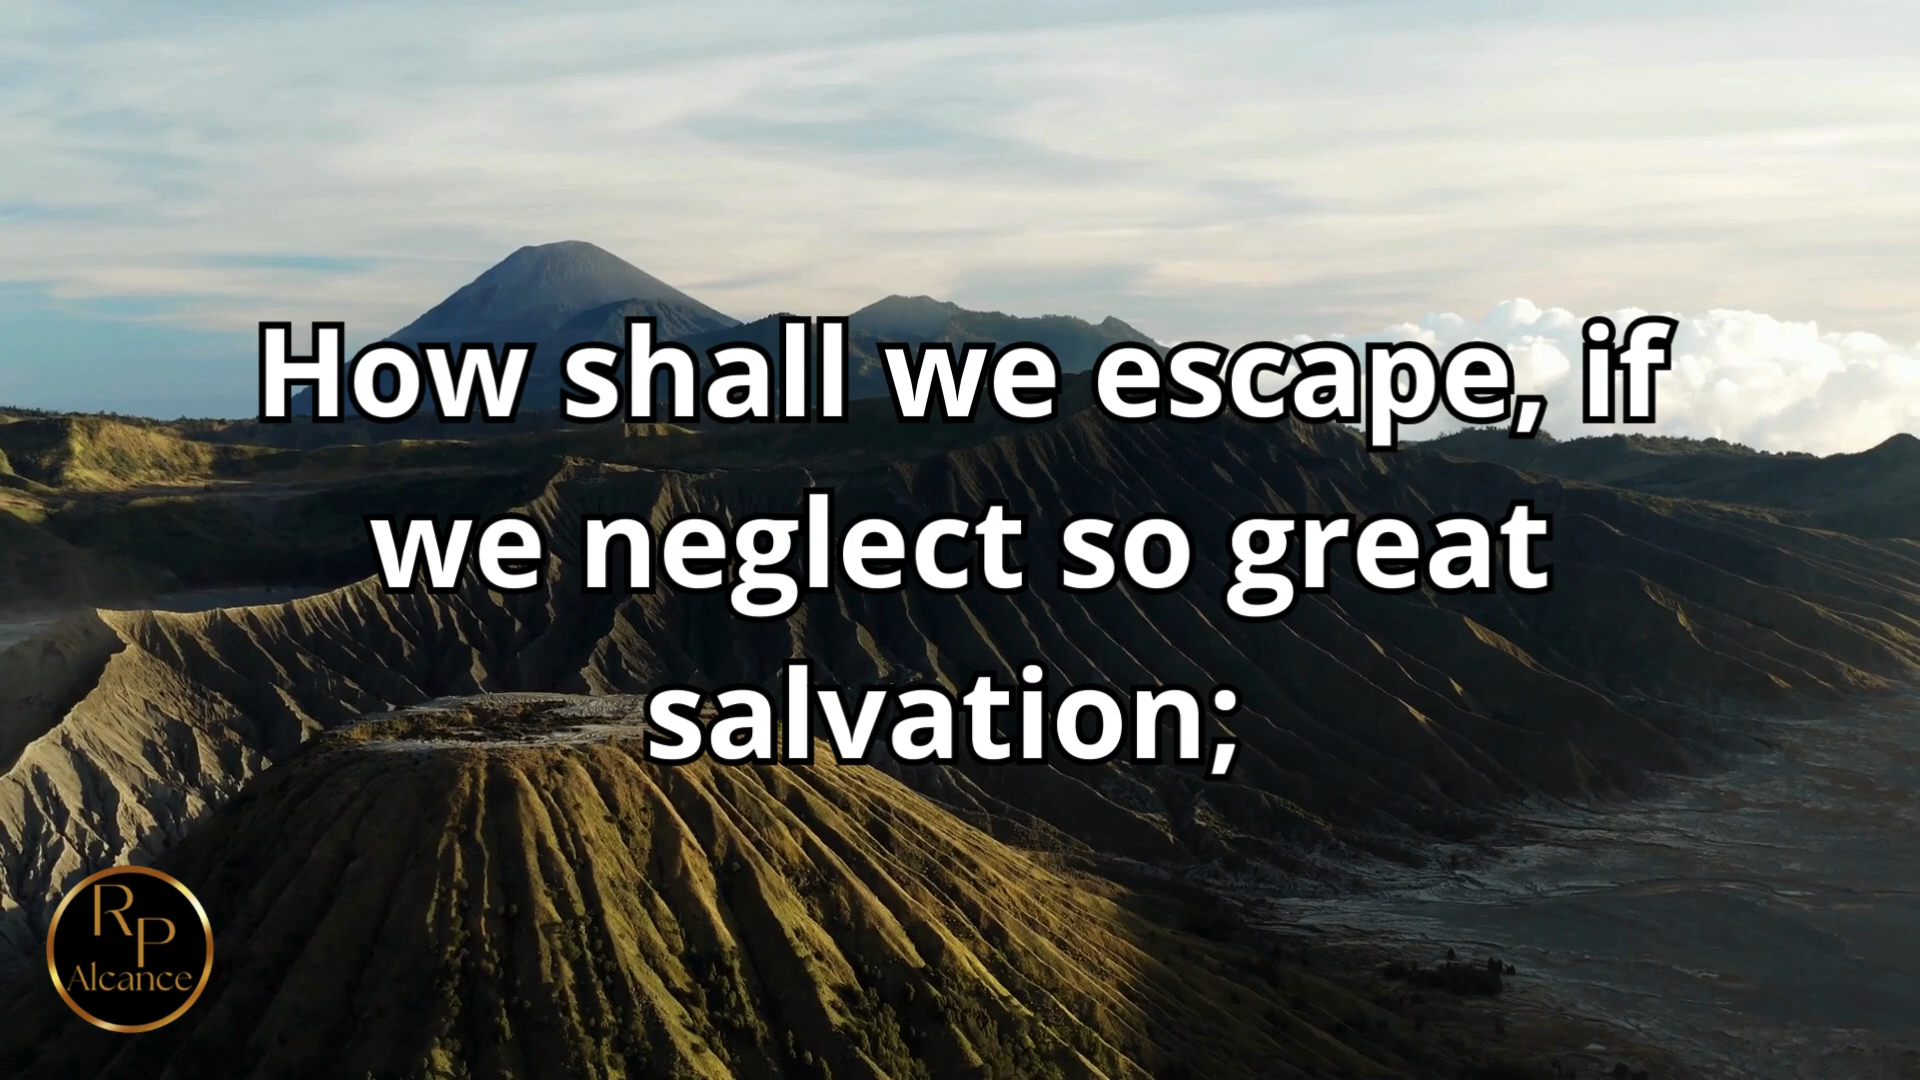 How shall we escape, if
we neglect so great
salvation;
RP
Alcance